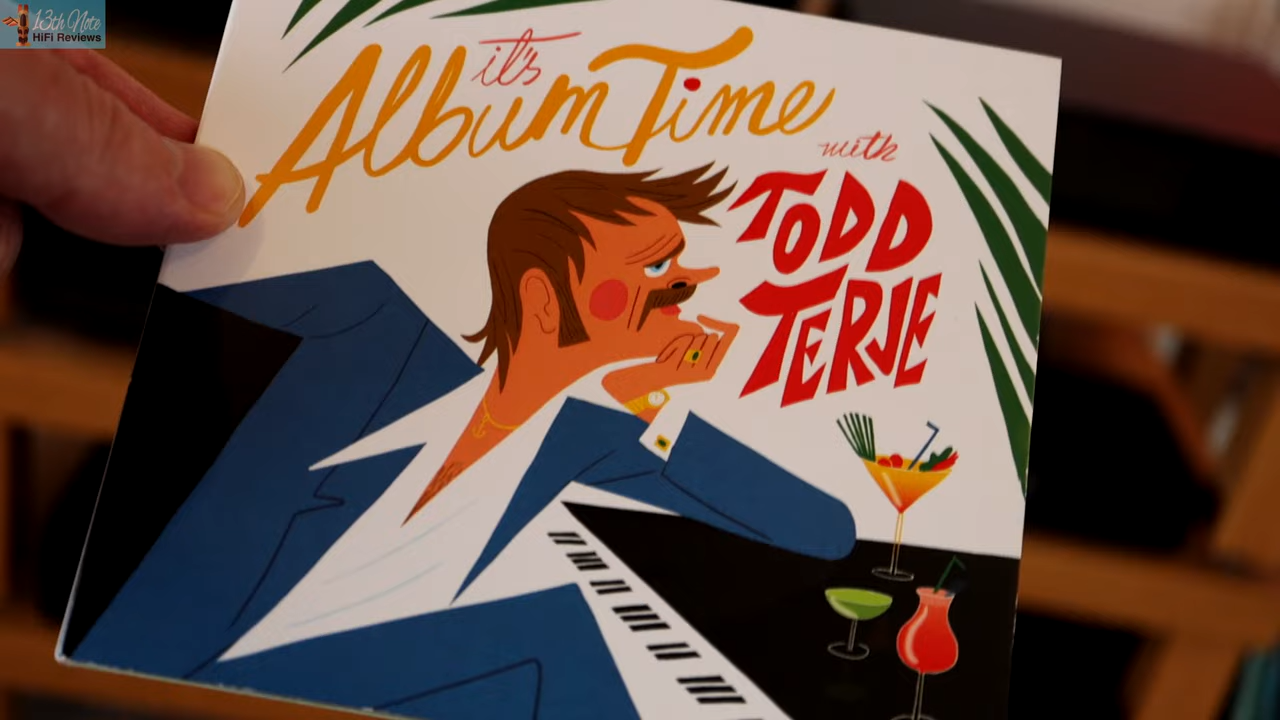 13th Note
HiFi Reviews
it's
Album Time
with
TODD
TERJE